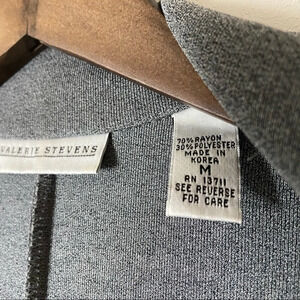 VALERIE STEVENS
70% RAYON
30% POLYESTER
MADE IN
KOREA
M
RN 13711
SEE REVERSE
FOR CARE